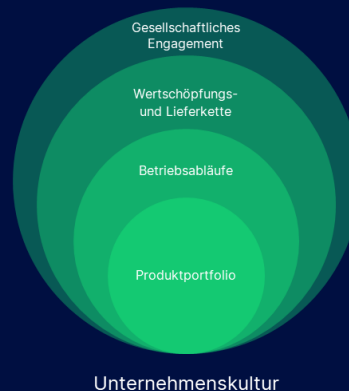 Gesellschaftliches
Engagement
Wertschöpfungs-
und Lieferkette
Betriebsabläufe
Produktportfolio
Unternehmenskultur